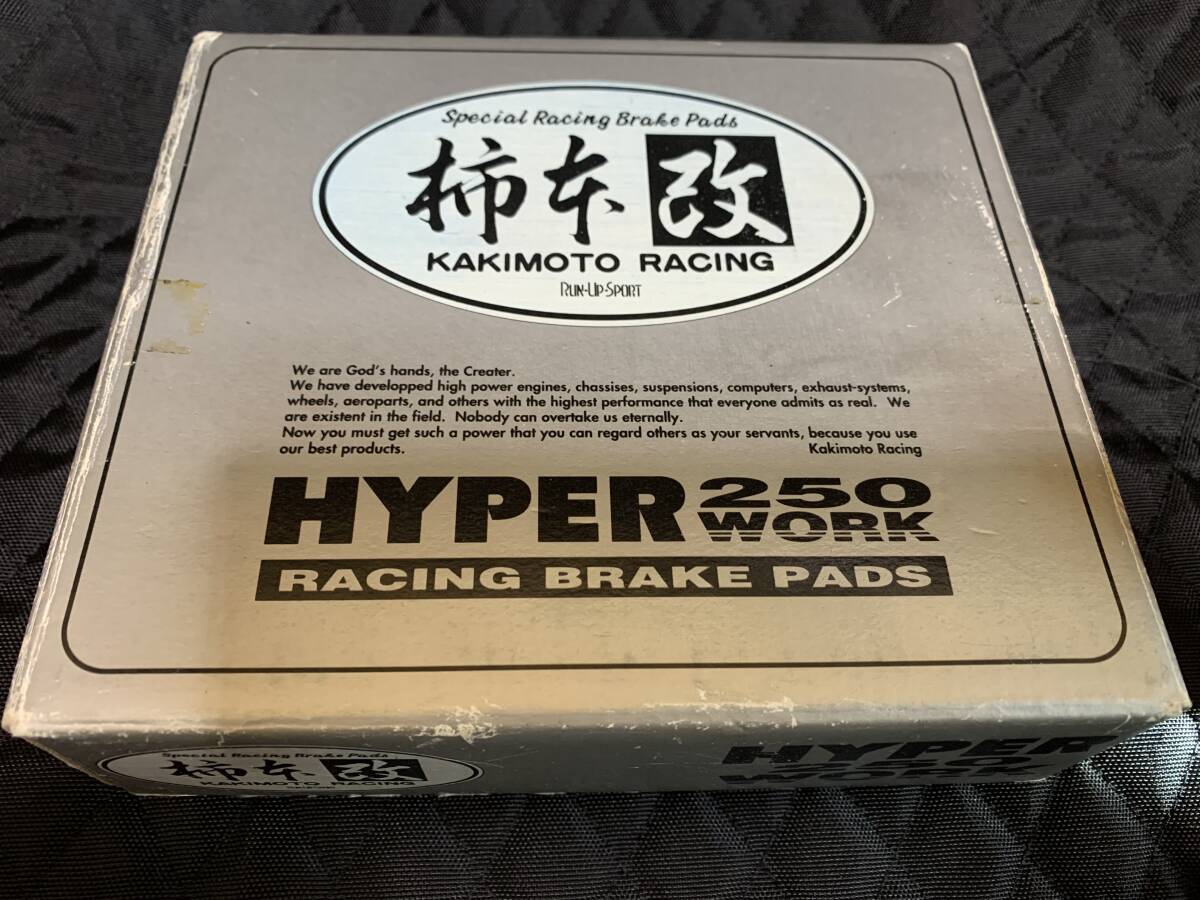 Special Racing Brake Pads
柿本改
KAKIMOTO RACING
RUN-UP-SPORT
We are God's hands, the Creater.
We have developped high power engines, chassises, suspensions, computers, exhaust-systems,
wheels, aeroparts, and others with the highest performance that everyone admits as real. We
are existent in the field. Nobody can overtake us eternally.
Now you must get such a power that you can regard others as your servants, because you use
our best products. Kakimoto Racing
HYPER 250
WORK
RACING BRAKE PADS
Special Racing Brake Pads
柿本改
KAKIMOTO RACING
HYPER
250
WORK